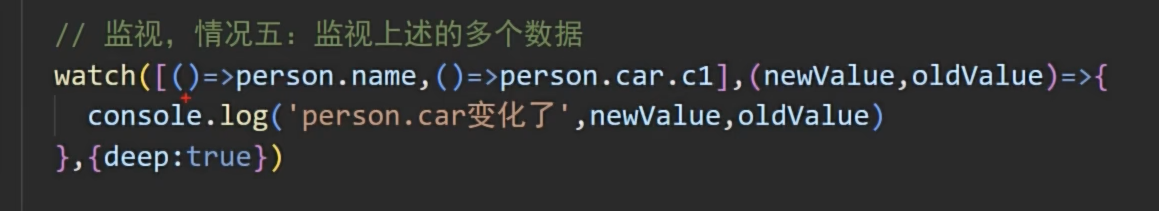 // 监视，情况五：监视上述的多个数据
watch([()=>person.name,()=>person.car.c1],(newValue,oldValue)=>{
  console.log('person.car变化了',newValue,oldValue)
},{deep:true})